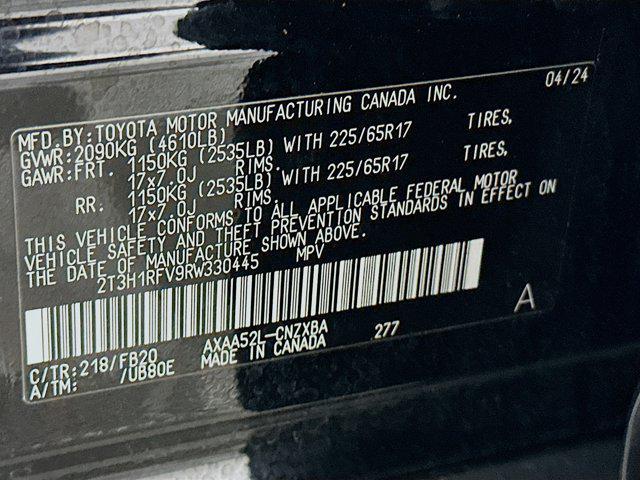 04/24
MFD.BY:TOYOTA MOTOR MANUFACTURING CANADA INC.
GVWR:2090KG (4610LB)
GAWR:FRT. 1150KG (2535LB) WITH 225/65R17 TIRES,
17x7.0J RIMS.
RR. 1150KG (2535LB) WITH 225/65R17 TIRES,
17x7.0J RIMS.
THIS VEHICLE CONFORMS TO ALL APPLICABLE FEDERAL MOTOR
VEHICLE SAFETY AND THEFT PREVENTION STANDARDS IN EFFECT ON
THE DATE OF MANUFACTURE SHOWN ABOVE.
2T3H1RFV9RW330445 MPV
A
C/TR:218/FB20 AXAA52L-CNZXBA 277
A/TM: /UB80E MADE IN CANADA